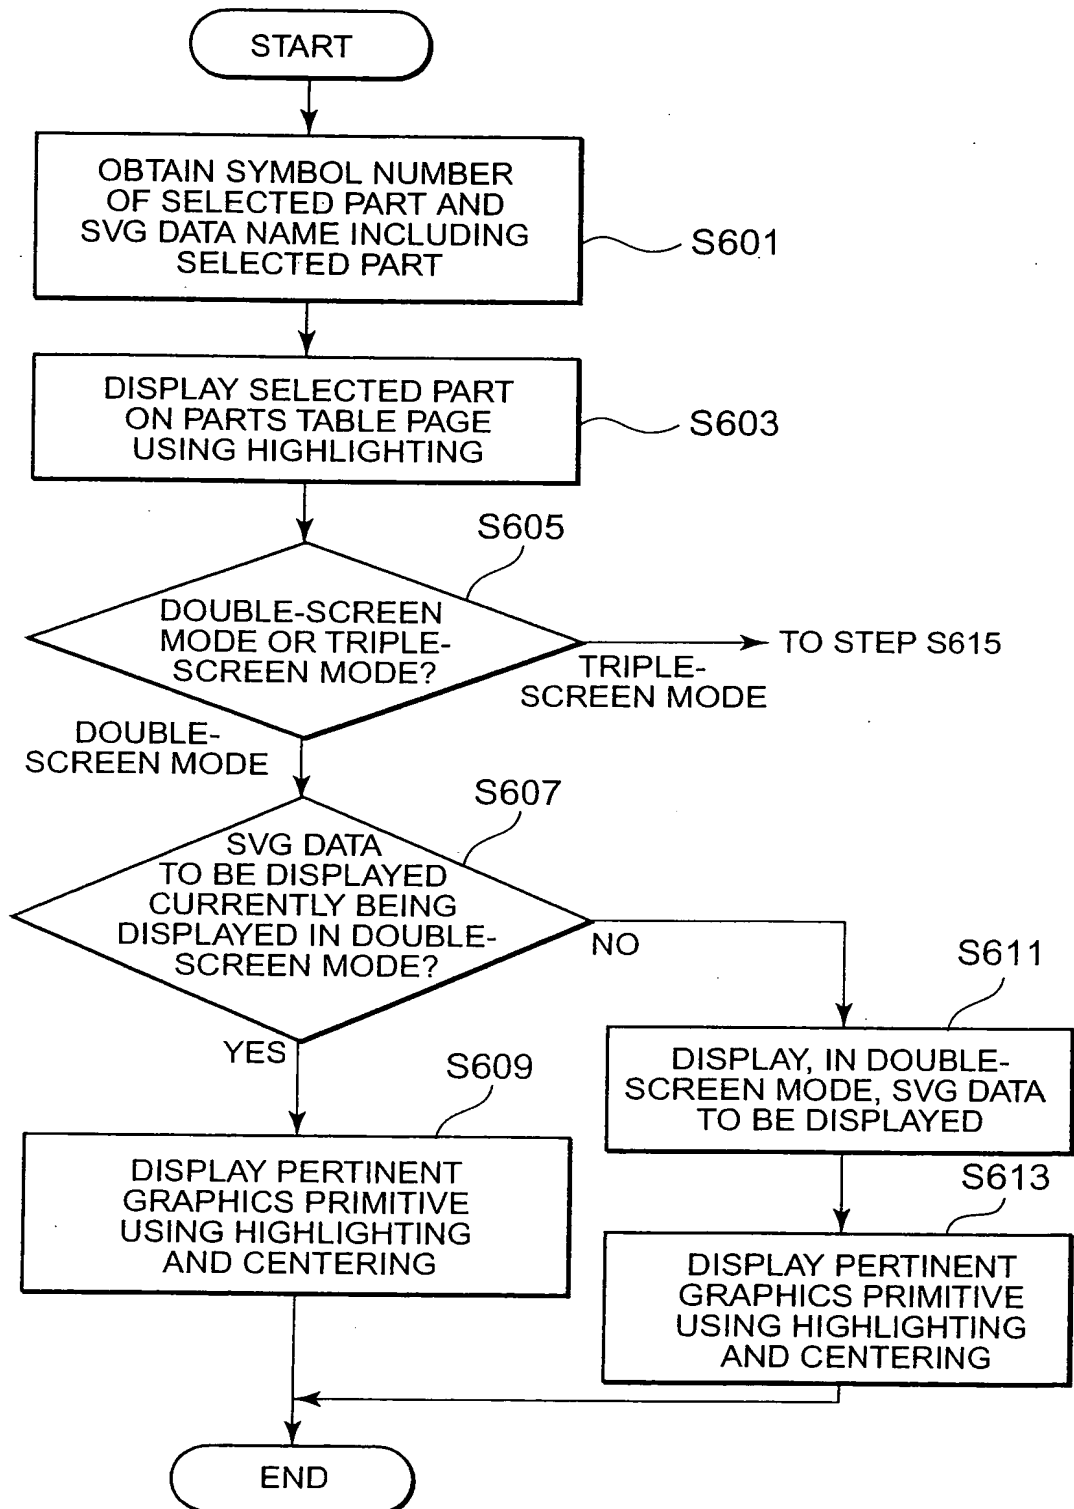 START
OBTAIN SYMBOL NUMBER
OF SELECTED PART AND
SVG DATA NAME INCLUDING
SELECTED PART
S601
DISPLAY SELECTED PART
ON PARTS TABLE PAGE
USING HIGHLIGHTING
S603
S605
DOUBLE-SCREEN
MODE OR TRIPLE-
SCREEN MODE?
TO STEP S615
TRIPLE-
SCREEN MODE
DOUBLE-
SCREEN MODE
S607
SVG DATA
TO BE DISPLAYED
CURRENTLY BEING
DISPLAYED IN DOUBLE-
SCREEN MODE?
NO
YES
S611
DISPLAY, IN DOUBLE-
SCREEN MODE, SVG DATA
TO BE DISPLAYED
S609
DISPLAY PERTINENT
GRAPHICS PRIMITIVE
USING HIGHLIGHTING
AND CENTERING
S613
DISPLAY PERTINENT
GRAPHICS PRIMITIVE
USING HIGHLIGHTING
AND CENTERING
END